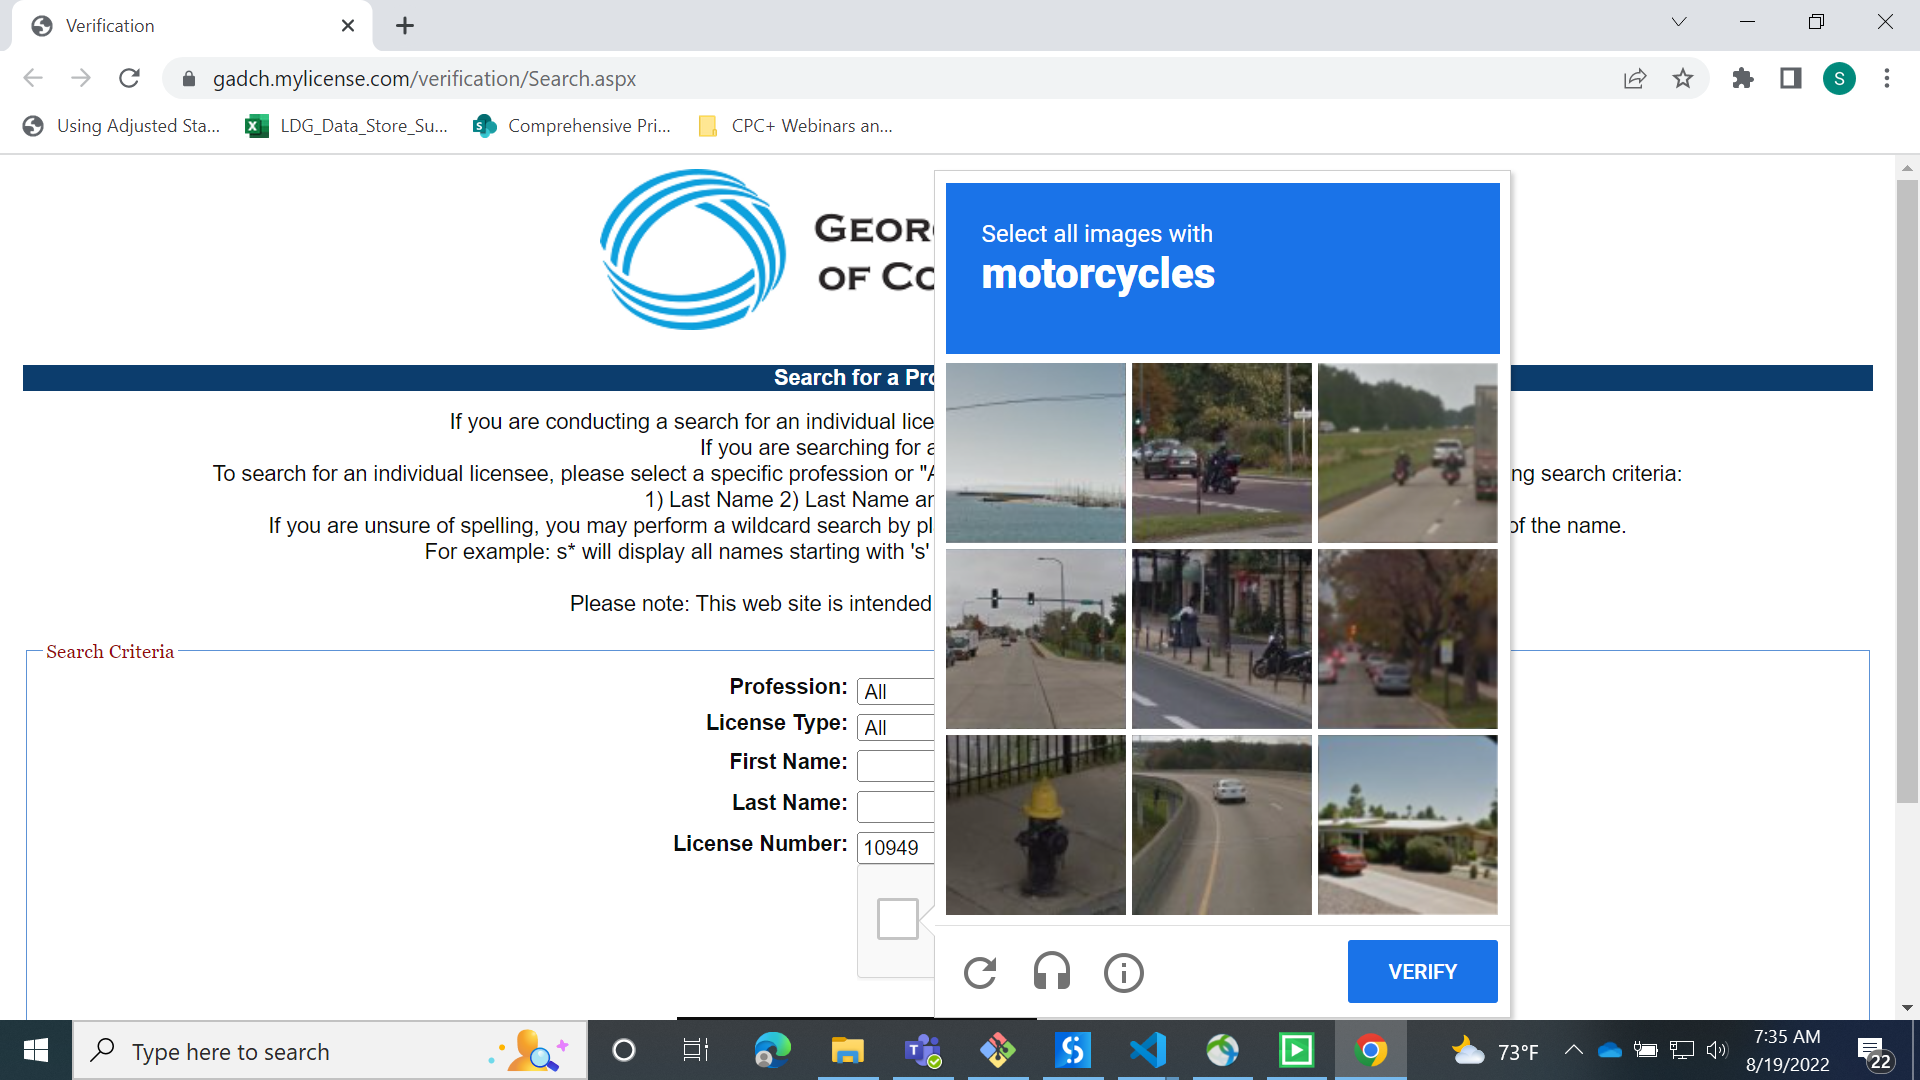 Verification
gadch.mylicense.com/verification/Search.aspx
S
Using Adjusted Sta...
LDG_Data_Store_Su...
Comprehensive Pri...
CPC+ Webinars an...
GEOR
OF CO
Select all images with
motorcycles
Search for a Pro
If you are conducting a search for an individual lice
If you are searching for a
To search for an individual licensee, please select a specific profession or "A
ng search criteria:
1) Last Name 2) Last Name an
If you are unsure of spelling, you may perform a wildcard search by pl
of the name.
For example: s* will display all names starting with 's'
Please note: This web site is intended
Search Criteria
Profession:
All
License Type:
All
First Name:
Last Name:
License Number:
10949
VERIFY
Type here to search
73°F
7:35 AM
8/19/2022
22